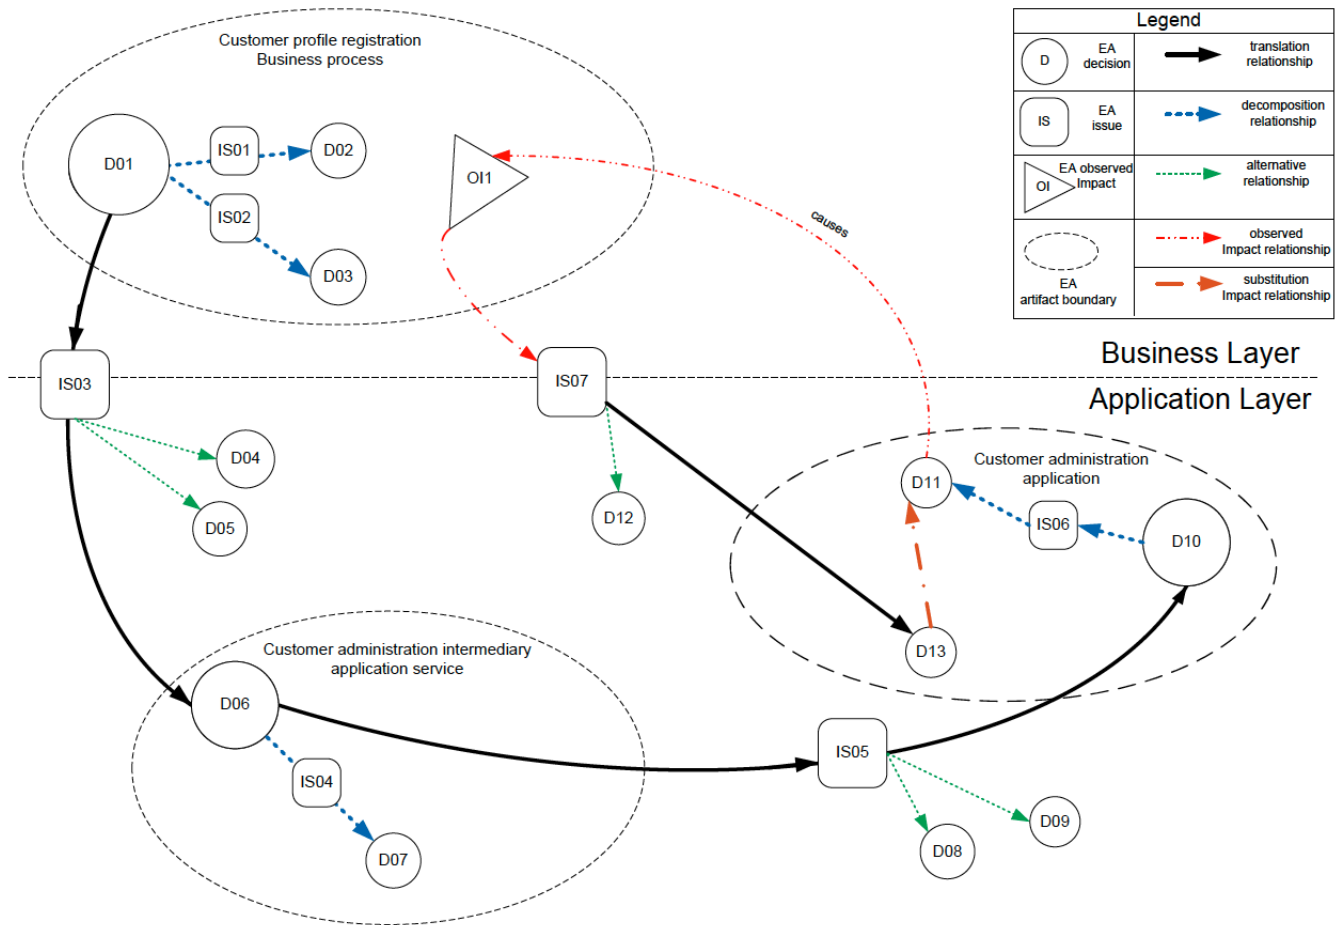 Customer profile registration
Business process
D01
IS01
D02
IS02
D03
OI1
causes
Legend
D
EA
decision
translation
relationship
IS
EA
issue
decomposition
relationship
OI
EA observed
Impact
alternative
relationship
EA
artifact boundary
observed
Impact relationship
substitution
Impact relationship
Business Layer
Application Layer
IS03
IS07
D04
D05
D12
Customer administration
application
D11
IS06
D10
D13
Customer administration intermediary
application service
D06
IS04
D07
IS05
D08
D09